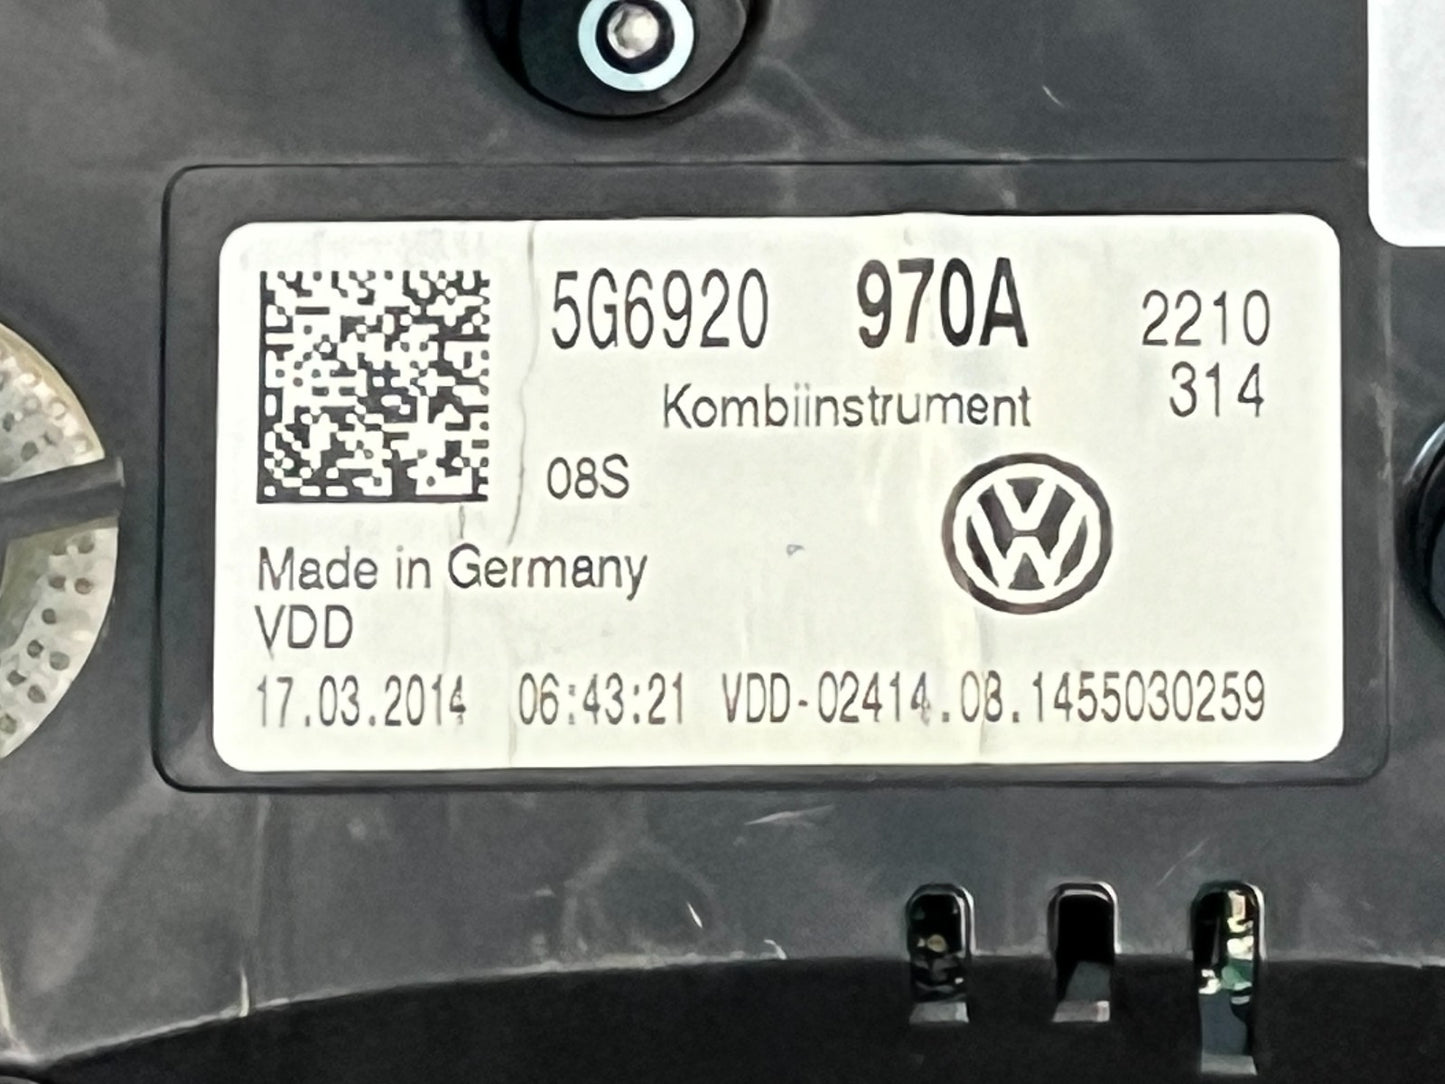 5G6920 970A 2210
314
Kombiinstrument
08S
Made in Germany
VDD
17.03.2014 06:43:21 VDD-02414.08.1455030259